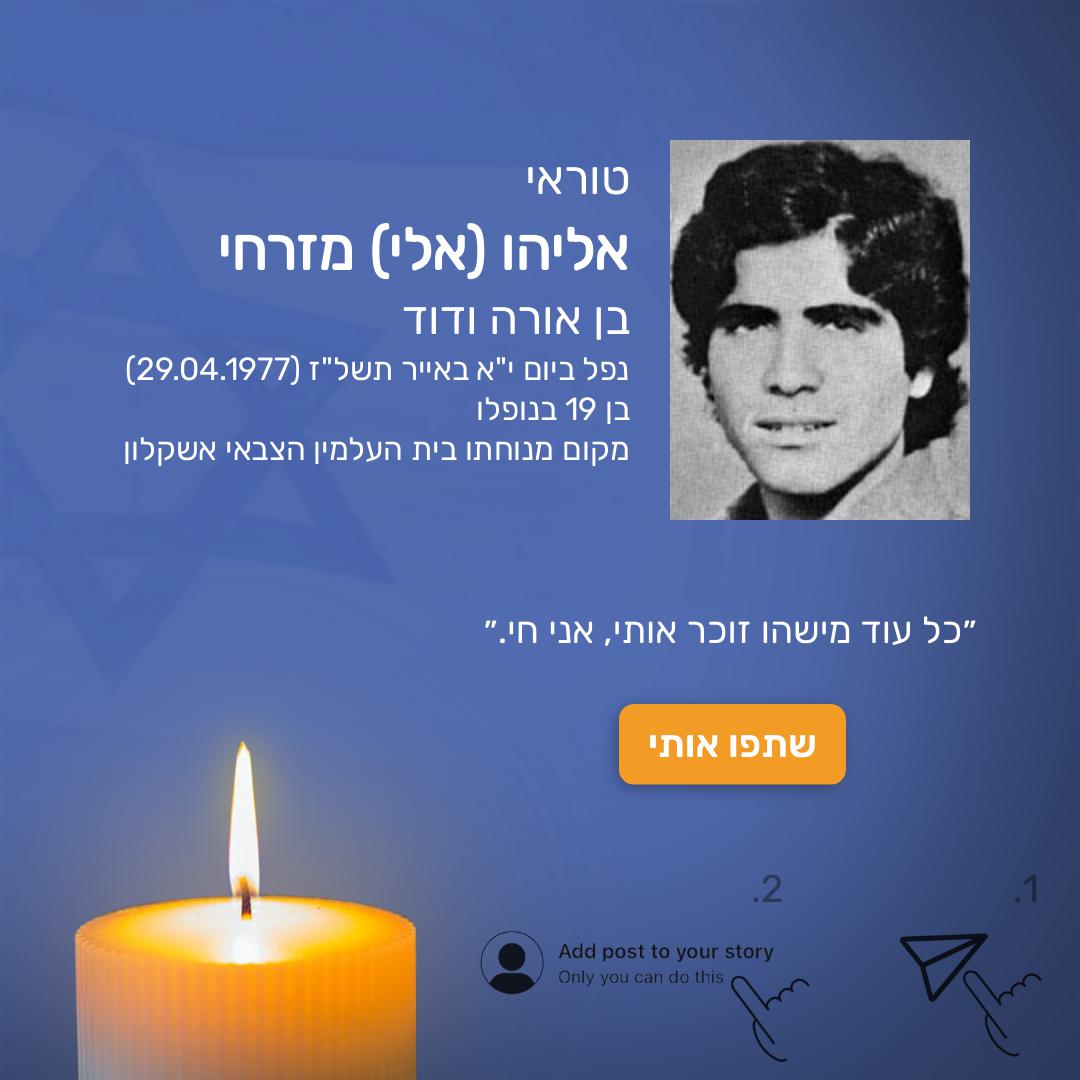 טוראי
אליהו (אלי) מזרחי
בן אורה ודוד
נפל ביום י"א באייר תשל"ז (29.04.1977)
בן 19 בנופלו
מקום מנוחתו בית העלמין הצבאי אשקלון
״כל עוד מישהו זוכר אותי, אני חי.״
שתפו אותי
.1
.2
Add post to your story
Only you can do this